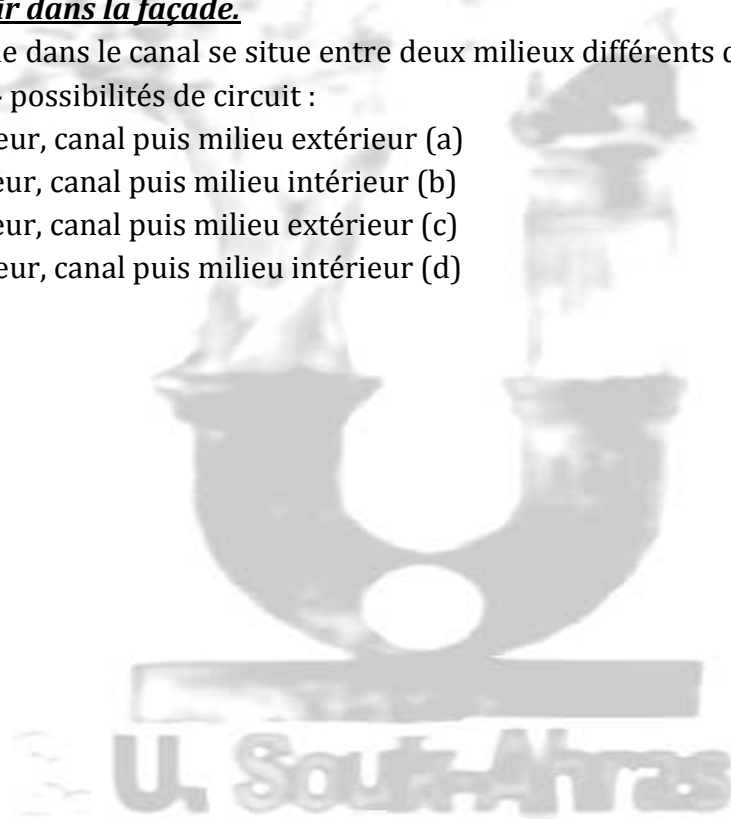 ir dans la façade.
e dans le canal se situe entre deux milieux différents
possibilités de circuit :
eur, canal puis milieu extérieur (a)
eur, canal puis milieu intérieur (b)
eur, canal puis milieu extérieur (c)
eur, canal puis milieu intérieur (d)
U. Souk-Ahras